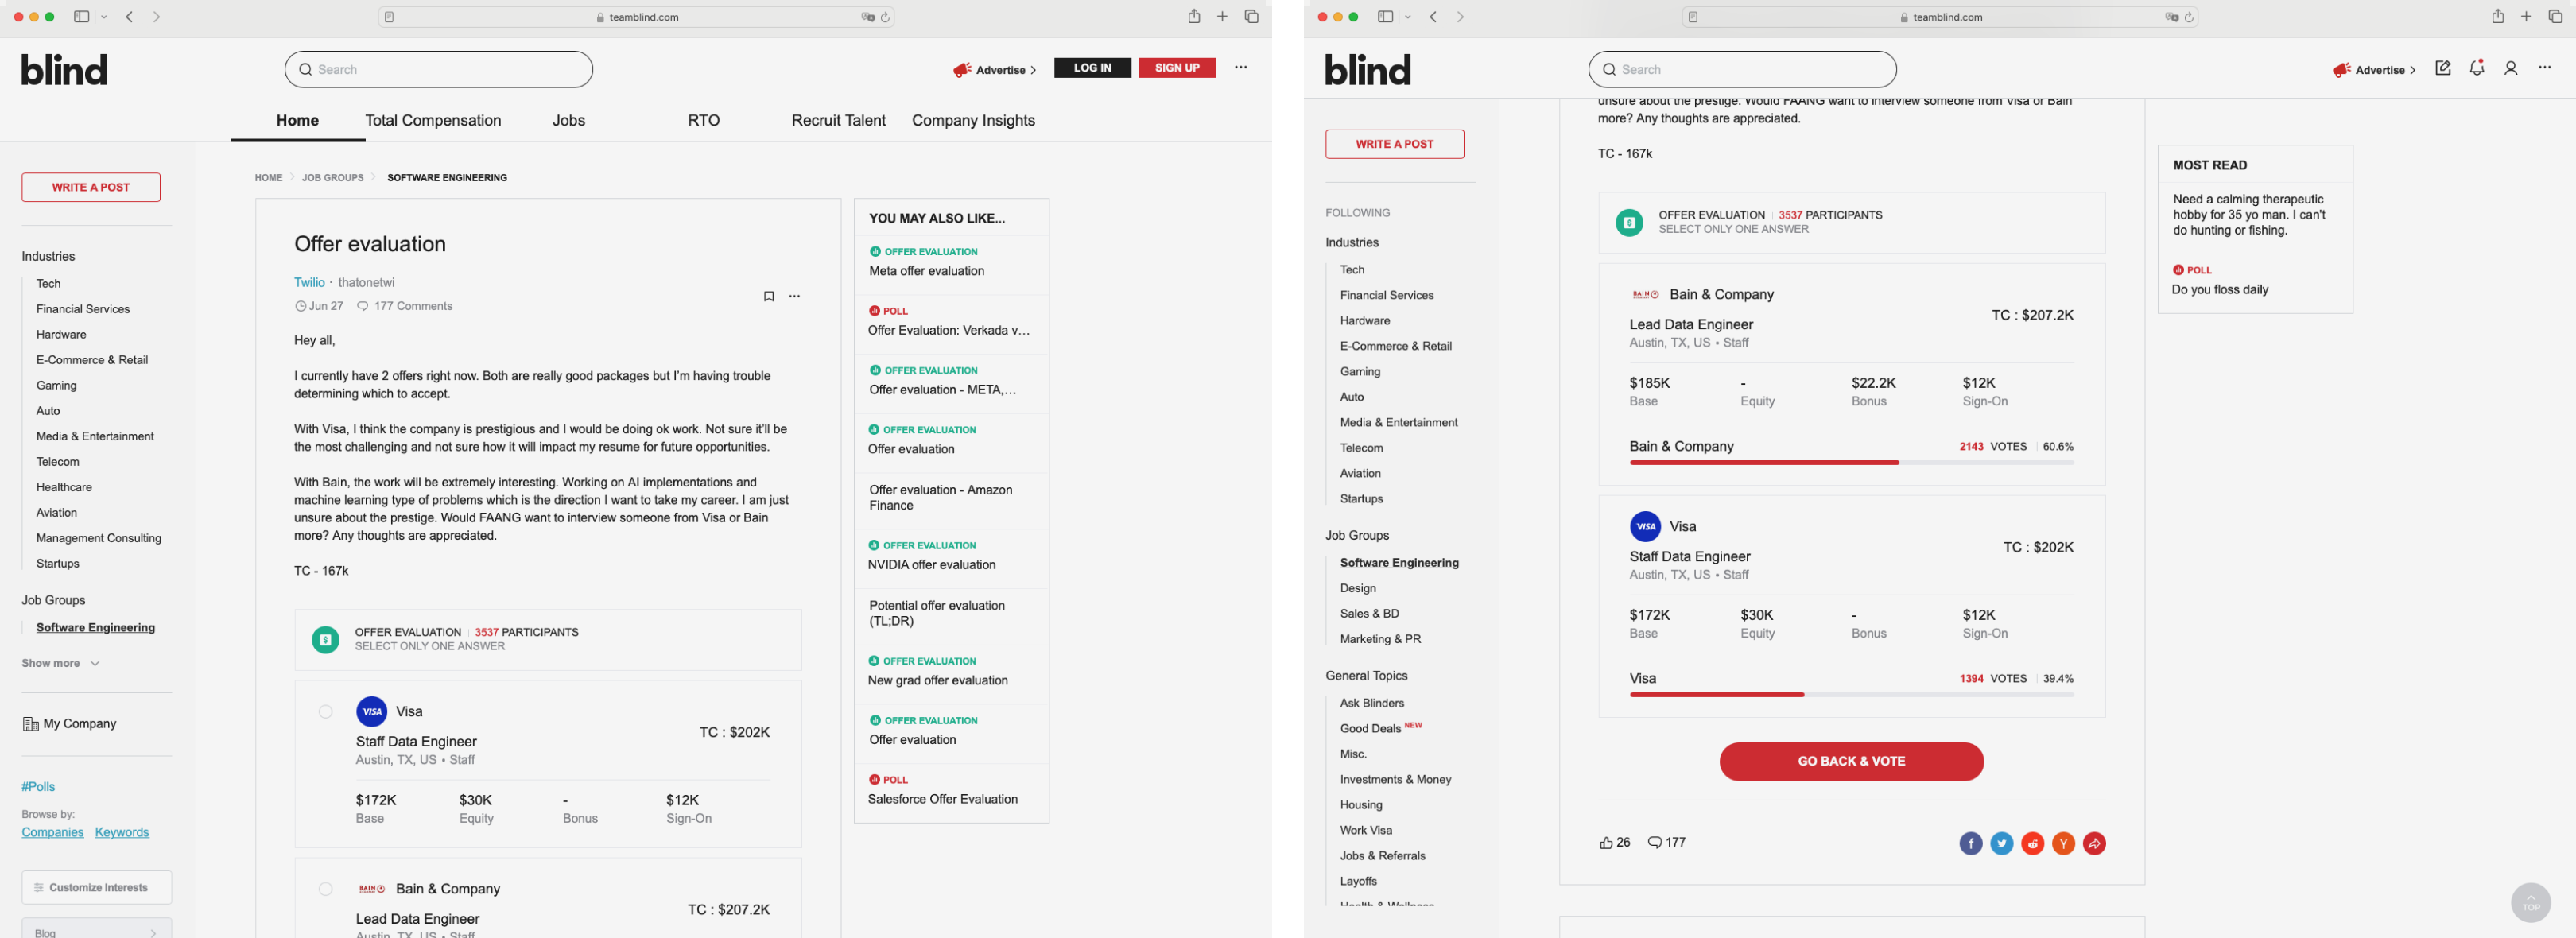 teamblind.com
blind
Search
Advertise
LOG IN
SIGN UP
Home
Total Compensation
Jobs
RTO
Recruit Talent
Company Insights
WRITE A POST
Industries
Tech
Financial Services
Hardware
E-Commerce & Retail
Gaming
Auto
Media & Entertainment
Telecom
Healthcare
Aviation
Management Consulting
Startups
Job Groups
Software Engineering
Show more
My Company
#Polls
Browse by:
Companies Keywords
Customize Interests
Blog
HOME > JOB GROUPS > SOFTWARE ENGINEERING
Offer evaluation
Twilio · thatonetwi
Jun 27 177 Comments
Hey all,
I currently have 2 offers right now. Both are really good packages but I'm having trouble
determining which to accept.
With Visa, I think the company is prestigious and I would be doing ok work. Not sure it'll be
the most challenging and not sure how it will impact my resume for future opportunities.
With Bain, the work will be extremely interesting. Working on AI implementations and
machine learning type of problems which is the direction I want to take my career. I am just
unsure about the prestige. Would FAANG want to interview someone from Visa or Bain
more? Any thoughts are appreciated.
TC - 167k
OFFER EVALUATION | 3537 PARTICIPANTS
SELECT ONLY ONE ANSWER
VISA Visa
Staff Data Engineer
Austin, TX, US • Staff
TC : $202K
$172K $30K - $12K
Base Equity Bonus Sign-On
BAIN Bain & Company
Lead Data Engineer
Austin, TX, US • Staff
TC : $207.2K
YOU MAY ALSO LIKE...
OFFER EVALUATION
Meta offer evaluation
POLL
Offer Evaluation: Verkada v...
OFFER EVALUATION
Offer evaluation - META,...
OFFER EVALUATION
Offer evaluation
Offer evaluation - Amazon
Finance
OFFER EVALUATION
NVIDIA offer evaluation
Potential offer evaluation
(TL;DR)
OFFER EVALUATION
New grad offer evaluation
OFFER EVALUATION
Offer evaluation
POLL
Salesforce Offer Evaluation
teamblind.com
blind
Search
Advertise
WRITE A POST
FOLLOWING
Industries
Tech
Financial Services
Hardware
E-Commerce & Retail
Gaming
Auto
Media & Entertainment
Telecom
Aviation
Startups
Job Groups
Software Engineering
Design
Sales & BD
Marketing & PR
General Topics
Ask Blinders
Good Deals NEW
Misc.
Investments & Money
Housing
Work Visa
Jobs & Referrals
Layoffs
Health & Wellness
unsure about the prestige. Would FAANG want to interview someone from Visa or Bain
more? Any thoughts are appreciated.
TC - 167k
OFFER EVALUATION | 3537 PARTICIPANTS
SELECT ONLY ONE ANSWER
BAIN Bain & Company
Lead Data Engineer
Austin, TX, US • Staff
TC : $207.2K
$185K - $22.2K $12K
Base Equity Bonus Sign-On
Bain & Company 2143 VOTES | 60.6%
VISA Visa
Staff Data Engineer
Austin, TX, US • Staff
TC : $202K
$172K $30K - $12K
Base Equity Bonus Sign-On
Visa 1394 VOTES | 39.4%
GO BACK & VOTE
26 177
TOP
MOST READ
Need a calming therapeutic
hobby for 35 yo man. I can't
do hunting or fishing.
POLL
Do you floss daily